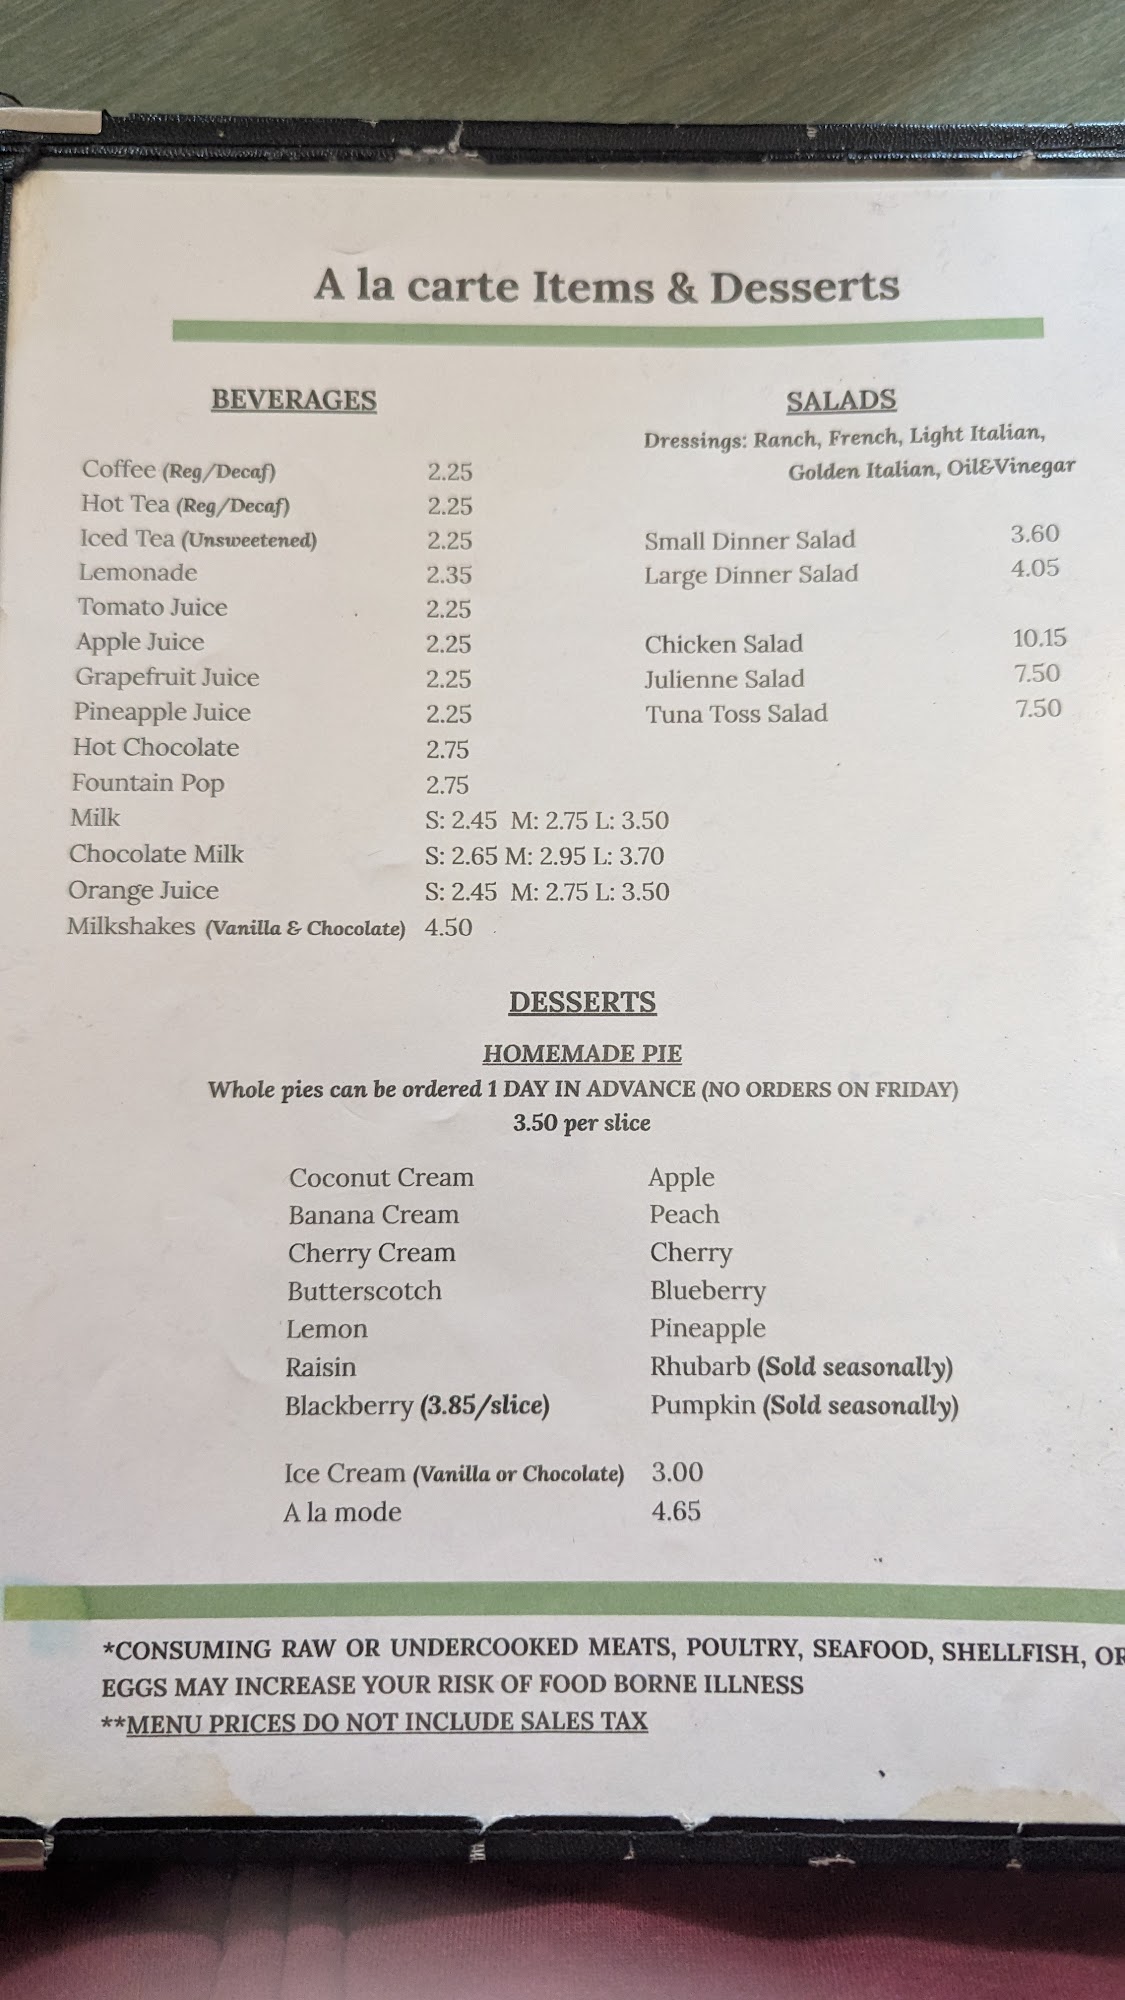 A la carte Items & Desserts
BEVERAGES
Coffee (Reg/Decaf) 2.25
Hot Tea (Reg/Decaf) 2.25
Iced Tea (Unsweetened) 2.25
Lemonade 2.35
Tomato Juice 2.25
Apple Juice 2.25
Grapefruit Juice 2.25
Pineapple Juice 2.25
Hot Chocolate 2.75
Fountain Pop 2.75
Milk S: 2.45 M: 2.75 L: 3.50
Chocolate Milk S: 2.65 M: 2.95 L: 3.70
Orange Juice S: 2.45 M: 2.75 L: 3.50
Milkshakes (Vanilla & Chocolate) 4.50
SALADS
Dressings: Ranch, French, Light Italian,
Golden Italian, Oil&Vinegar
Small Dinner Salad 3.60
Large Dinner Salad 4.05
Chicken Salad 10.15
Julienne Salad 7.50
Tuna Toss Salad 7.50
DESSERTS
HOMEMADE PIE
Whole pies can be ordered 1 DAY IN ADVANCE (NO ORDERS ON FRIDAY)
3.50 per slice
Coconut Cream
Banana Cream
Cherry Cream
Butterscotch
Lemon
Raisin
Blackberry (3.85/slice)
Apple
Peach
Cherry
Blueberry
Pineapple
Rhubarb (Sold seasonally)
Pumpkin (Sold seasonally)
Ice Cream (Vanilla or Chocolate) 3.00
A la mode 4.65
*CONSUMING RAW OR UNDERCOOKED MEATS, POULTRY, SEAFOOD, SHELLFISH, OR
EGGS MAY INCREASE YOUR RISK OF FOOD BORNE ILLNESS
**MENU PRICES DO NOT INCLUDE SALES TAX